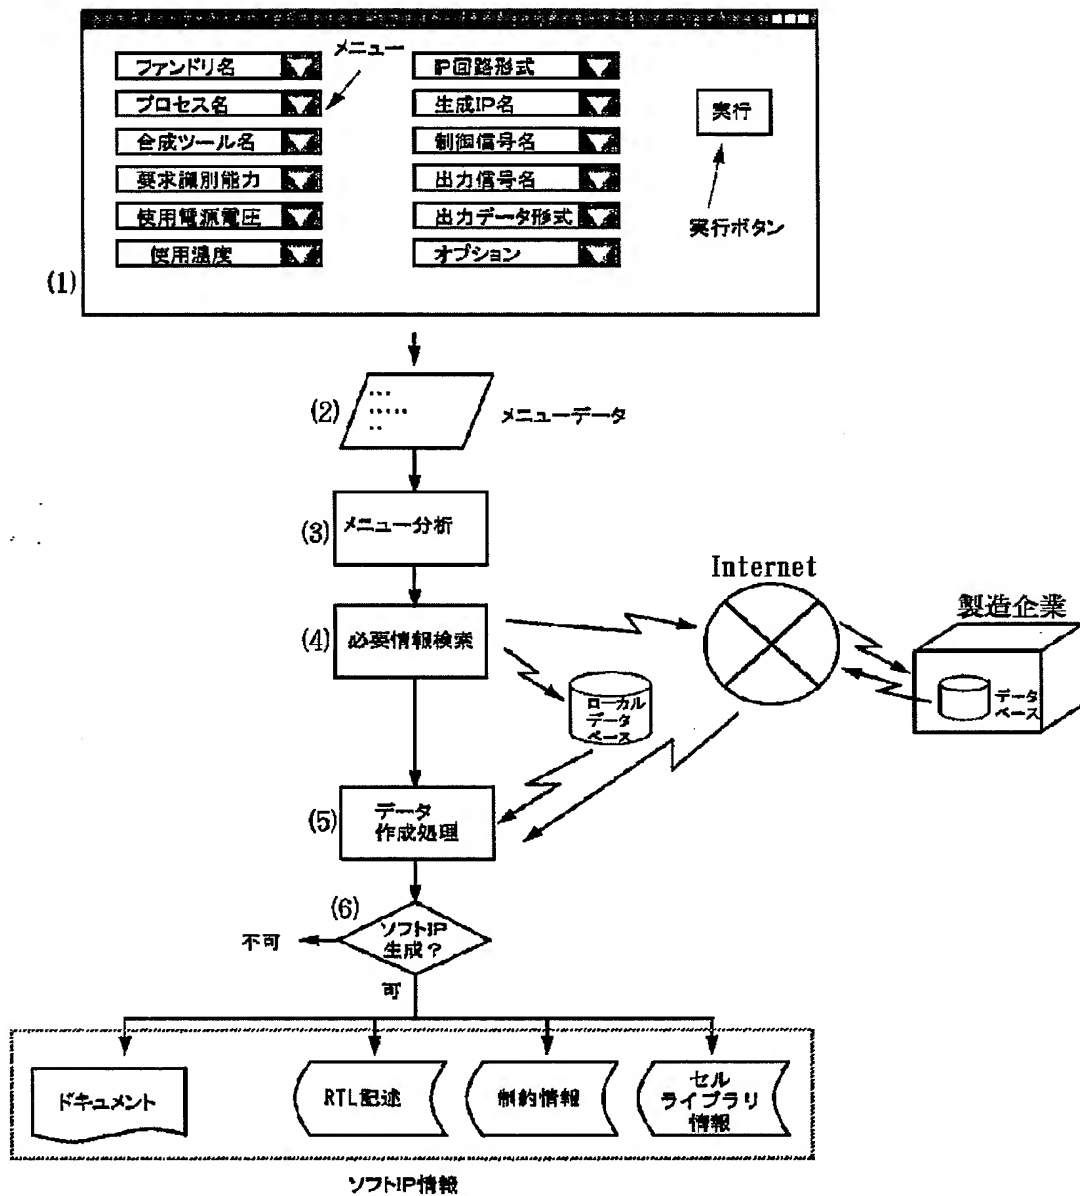 メニュー
ファンドリ名
IP回路形式
プロセス名
生成IP名
実行
合成ツール名
制御信号名
要求識別能力
出力信号名
使用電源電圧
出力データ形式
実行ボタン
使用温度
オプション
(1)
(2)
メニューデータ
(3)
メニュー分析
Internet
製造企業
(4)
必要情報検索
データ
ベース
ローカル
データ
ベース
(5)
データ
作成処理
(6)
ソフトIP
生成?
不可
可
ドキュメント
RTL記述
制約情報
セル
ライブラリ
情報
ソフトIP情報